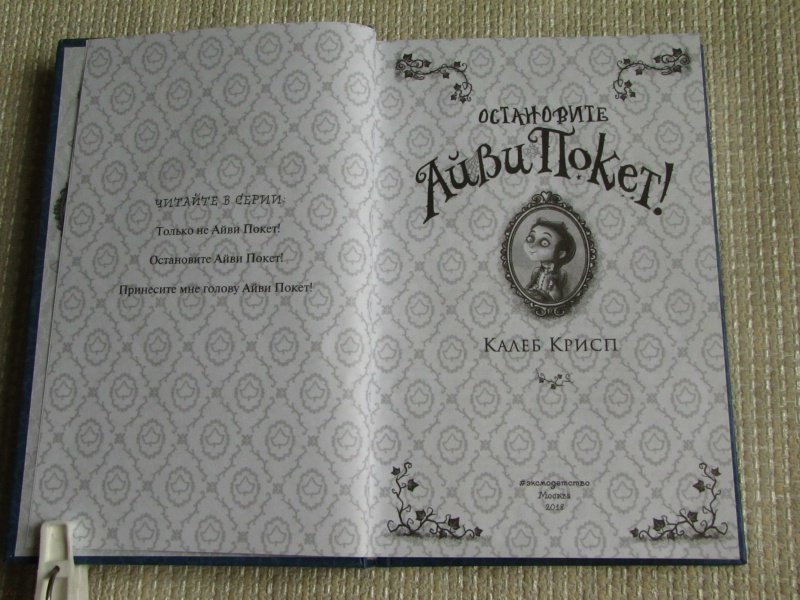 ЧИТАЙТЕ В СЕРИИ:
Только не Айви Покет!
Остановите Айви Покет!
Принесите мне голову Айви Покет!
ОСТАНОВИТЕ
АЙВИ ПОКЕТ!
КАЛЕБ КРИСП
#эксмодетство
Москва
2018